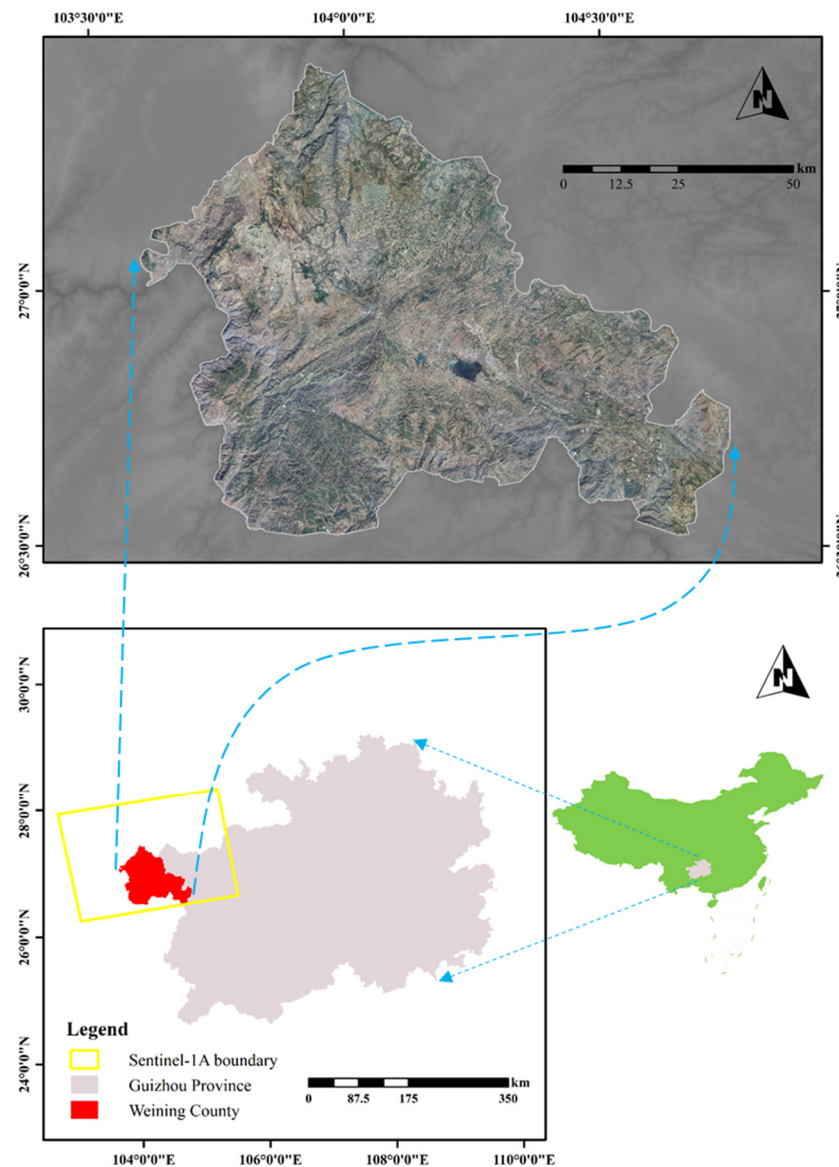 103°30'0"E 104°0'0"E 104°30'0"E
N
km
0 12.5 25 50
27°0'0"N
26°30'0"N
N
30°0'0"N
28°0'0"N
26°0'0"N
24°0'0"N
Legend
Sentinel-1A boundary
Guizhou Province
Weining County
km
0 87.5 175 350
104°0'0"E 106°0'0"E 108°0'0"E 110°0'0"E